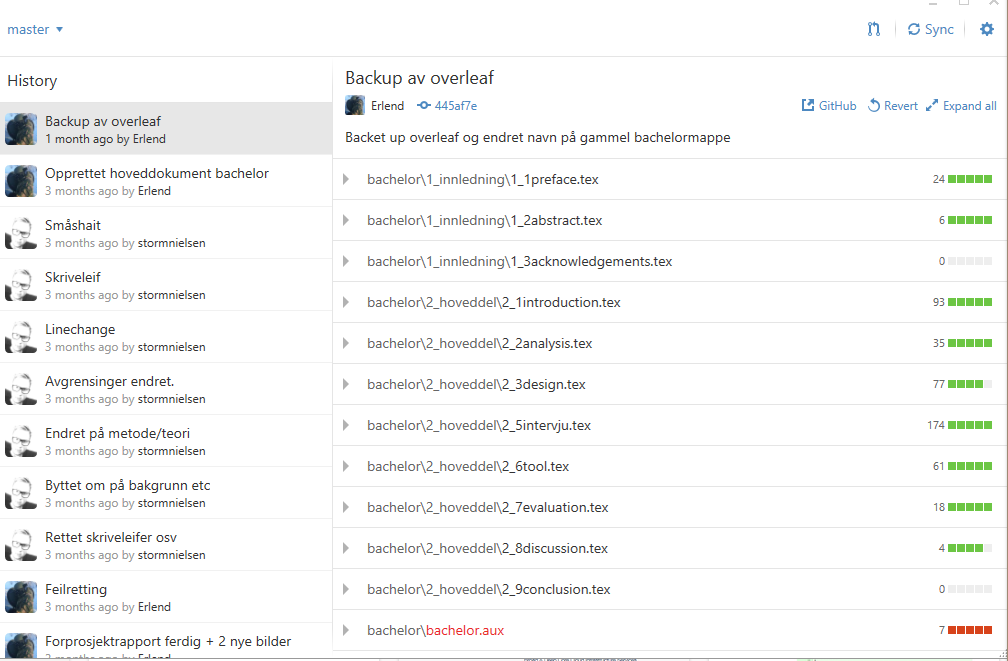 master
Sync
History
Backup av overleaf
1 month ago by Erlend
Opprettet hoveddokument bachelor
3 months ago by Erlend
Småshait
3 months ago by stormnielsen
Skriveleif
3 months ago by stormnielsen
Linechange
3 months ago by stormnielsen
Avgrensinger endret.
3 months ago by stormnielsen
Endret på metode/teori
3 months ago by stormnielsen
Byttet om på bakgrunn etc
3 months ago by stormnielsen
Rettet skriveleifer osv
3 months ago by stormnielsen
Feilretting
3 months ago by Erlend
Forprosjektrapport ferdig + 2 nye bilder
3 months ago by Erlend
Backup av overleaf
Erlend 445af7e
GitHub Revert Expand all
Backet up overleaf og endret navn på gammel bachelormappe
bachelor\1_innledning\1_1preface.tex 24
bachelor\1_innledning\1_2abstract.tex 6
bachelor\1_innledning\1_3acknowledgements.tex 0
bachelor\2_hoveddel\2_1introduction.tex 93
bachelor\2_hoveddel\2_2analysis.tex 35
bachelor\2_hoveddel\2_3design.tex 77
bachelor\2_hoveddel\2_5intervju.tex 174
bachelor\2_hoveddel\2_6tool.tex 61
bachelor\2_hoveddel\2_7evaluation.tex 18
bachelor\2_hoveddel\2_8discussion.tex 4
bachelor\2_hoveddel\2_9conclusion.tex 0
bachelor\bachelor.aux 7